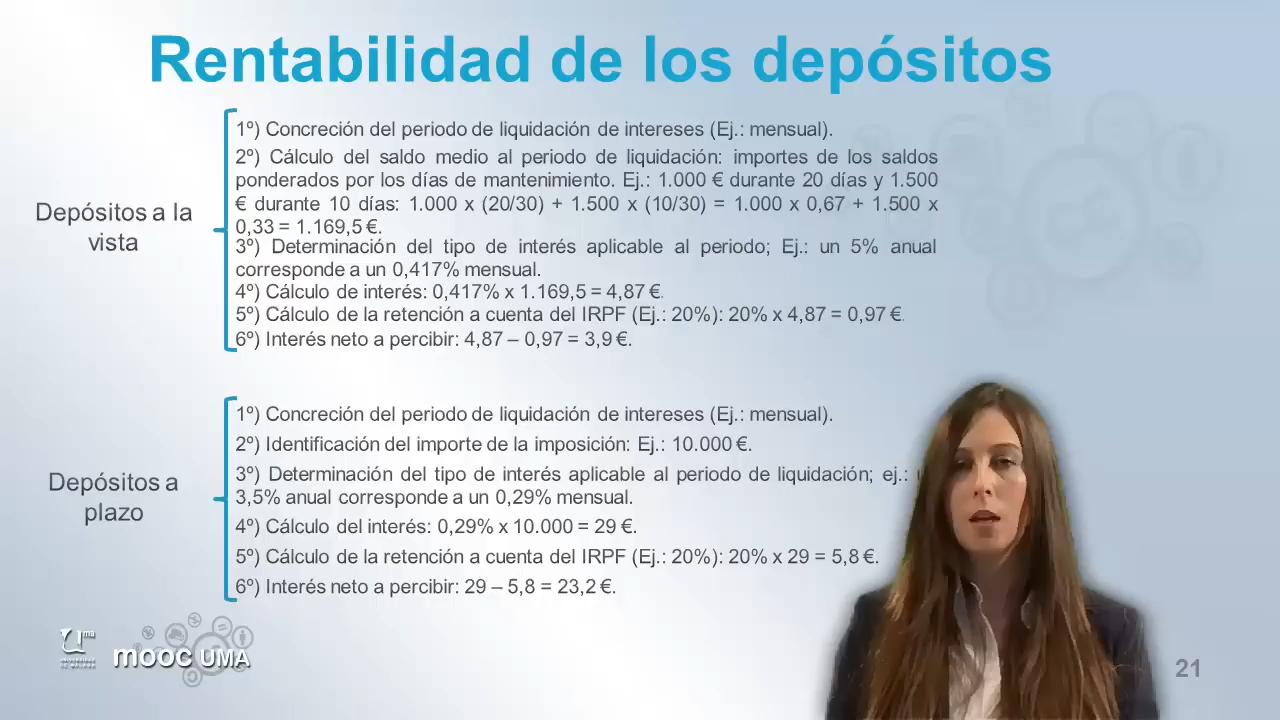 Rentabilidad de los depósitos
Depósitos a la
vista
1º) Concreción del periodo de liquidación de intereses (Ej.: mensual).
2º) Cálculo del saldo medio al periodo de liquidación: importes de los saldos
ponderados por los días de mantenimiento. Ej.: 1.000 € durante 20 días y 1.500
€ durante 10 días: 1.000 x (20/30) + 1.500 x (10/30) = 1.000 x 0,67 + 1.500 x
0,33 = 1.169,5 €.
3º) Determinación del tipo de interés aplicable al periodo; Ej.: un 5% anual
corresponde a un 0,417% mensual.
4º) Cálculo de interés: 0,417% x 1.169,5 = 4,87 €.
5º) Cálculo de la retención a cuenta del IRPF (Ej.: 20%): 20% x 4,87 = 0,97 €.
6º) Interés neto a percibir: 4,87 – 0,97 = 3,9 €.
Depósitos a
plazo
1º) Concreción del periodo de liquidación de intereses (Ej.: mensual).
2º) Identificación del importe de la imposición: Ej.: 10.000 €.
3º) Determinación del tipo de interés aplicable al periodo de liquidación; ej.:
3,5% anual corresponde a un 0,29% mensual.
4º) Cálculo del interés: 0,29% x 10.000 = 29 €.
5º) Cálculo de la retención a cuenta del IRPF (Ej.: 20%): 20% x 29 = 5,8 €.
6º) Interés neto a percibir: 29 – 5,8 = 23,2 €.
uma
mooc UMA
21